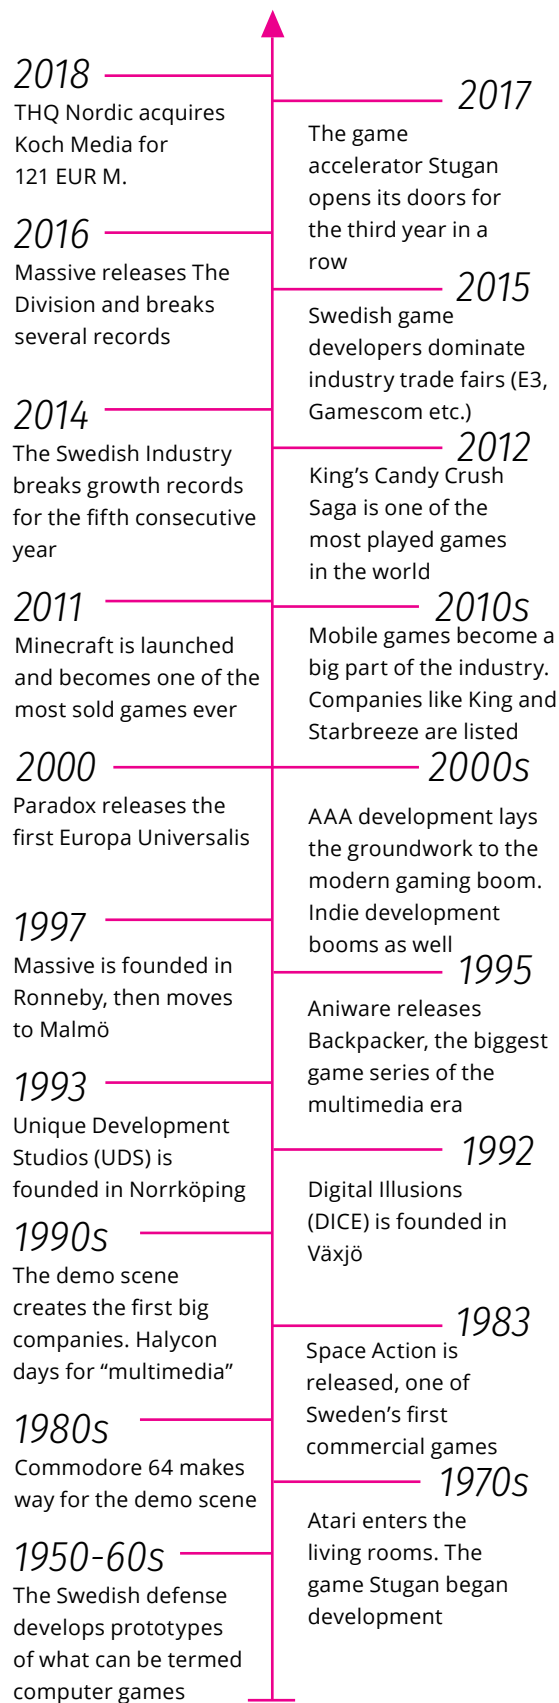 2018
THQ Nordic acquires
Koch Media for
121 EUR M.
2017
The game
accelerator Stugan
opens its doors for
the third year in a
row
2016
Massive releases The
Division and breaks
several records
2015
Swedish game
developers dominate
industry trade fairs (E3,
Gamescom etc.)
2014
The Swedish Industry
breaks growth records
for the fifth consecutive
year
2012
King’s Candy Crush
Saga is one of the
most played games
in the world
2011
Minecraft is launched
and becomes one of the
most sold games ever
2010s
Mobile games become a
big part of the industry.
Companies like King and
Starbreeze are listed
2000
Paradox releases the
first Europa Universalis
2000s
AAA development lays
the groundwork to the
modern gaming boom.
Indie development
booms as well
1997
Massive is founded in
Ronneby, then moves
to Malmö
1995
Aniware releases
Backpacker, the biggest
game series of the
multimedia era
1993
Unique Development
Studios (UDS) is
founded in Norrköping
1992
Digital Illusions
(DICE) is founded in
Växjö
1990s
The demo scene
creates the first big
companies. Halycon
days for “multimedia”
1983
Space Action is
released, one of
Sweden’s first
commercial games
1980s
Commodore 64 makes
way for the demo scene
1970s
Atari enters the
living rooms. The
game Stugan began
development
1950-60s
The Swedish defense
develops prototypes
of what can be termed
computer games